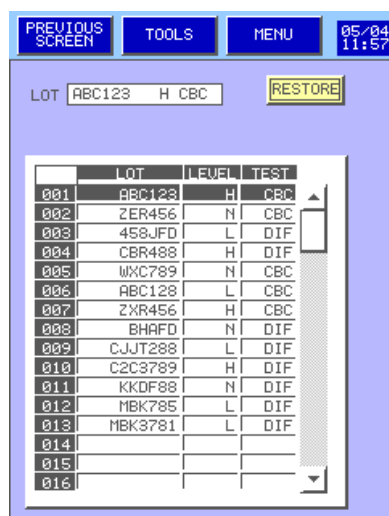 PREVIOUS SCREEN TOOLS MENU 05/04 11:57
LOT ABC123 H CBC RESTORE
LOT LEVEL TEST
001 ABC123 H CBC
002 ZER456 N CBC
003 458JFD L DIF
004 CBR488 H DIF
005 WXC789 N CBC
006 ABC128 L CBC
007 ZXR456 H CBC
008 BHAFD N DIF
009 CJJT288 L DIF
010 C2C3789 H DIF
011 KKDF88 N DIF
012 MBK785 L DIF
013 MBK3781 L DIF
014
015
016